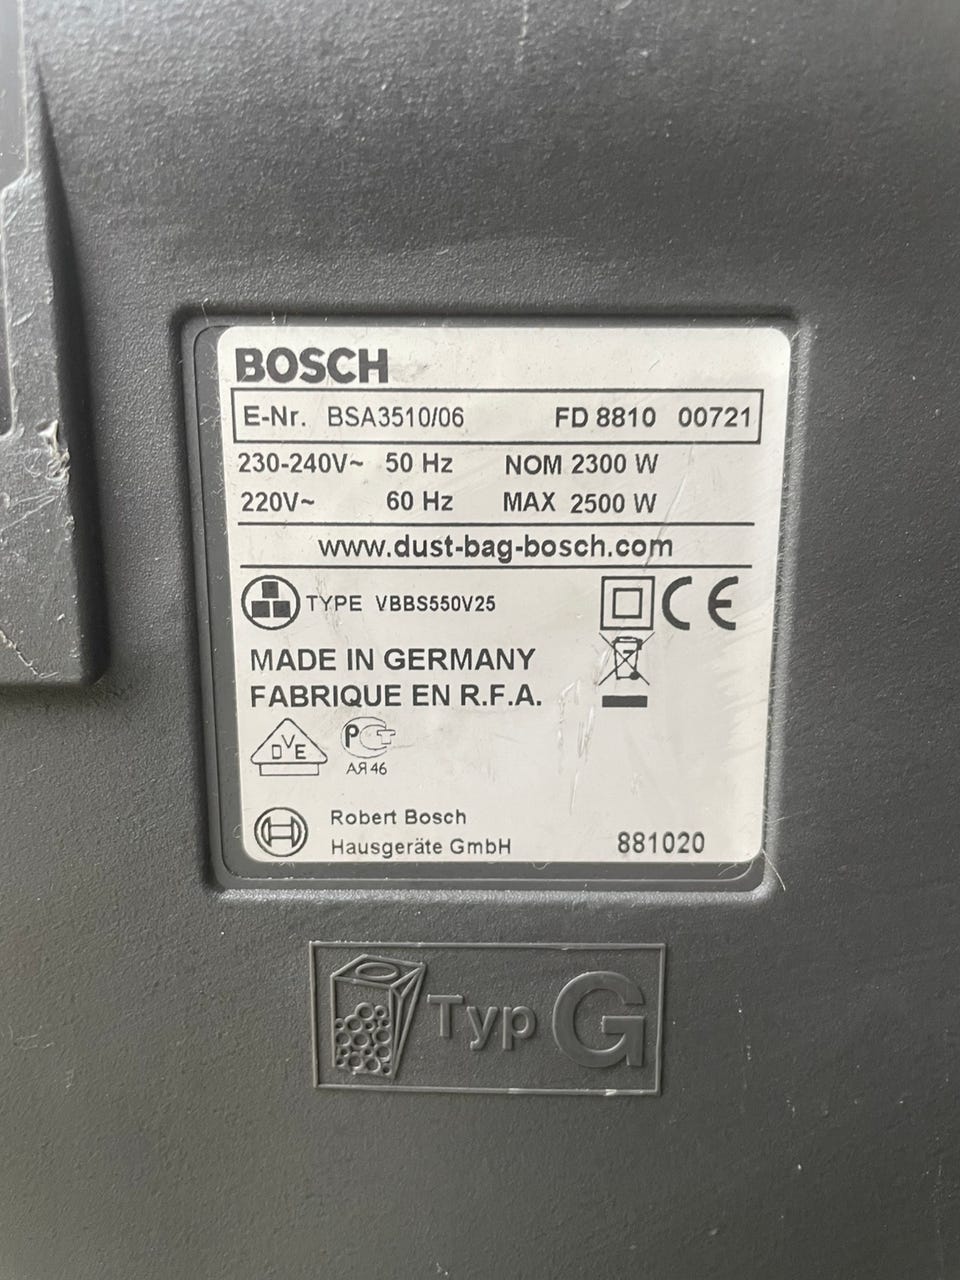 BOSCH
E-Nr. BSA3510/06 FD 8810 00721
230-240V~ 50 Hz NOM 2300 W
220V~ 60 Hz MAX 2500 W
www.dust-bag-bosch.com
TYPE VBBS550V25 CE
MADE IN GERMANY
FABRIQUE EN R.F.A.
DVE PCT
АЯ46
Robert Bosch
Hausgeräte GmbH 881020
Typ G